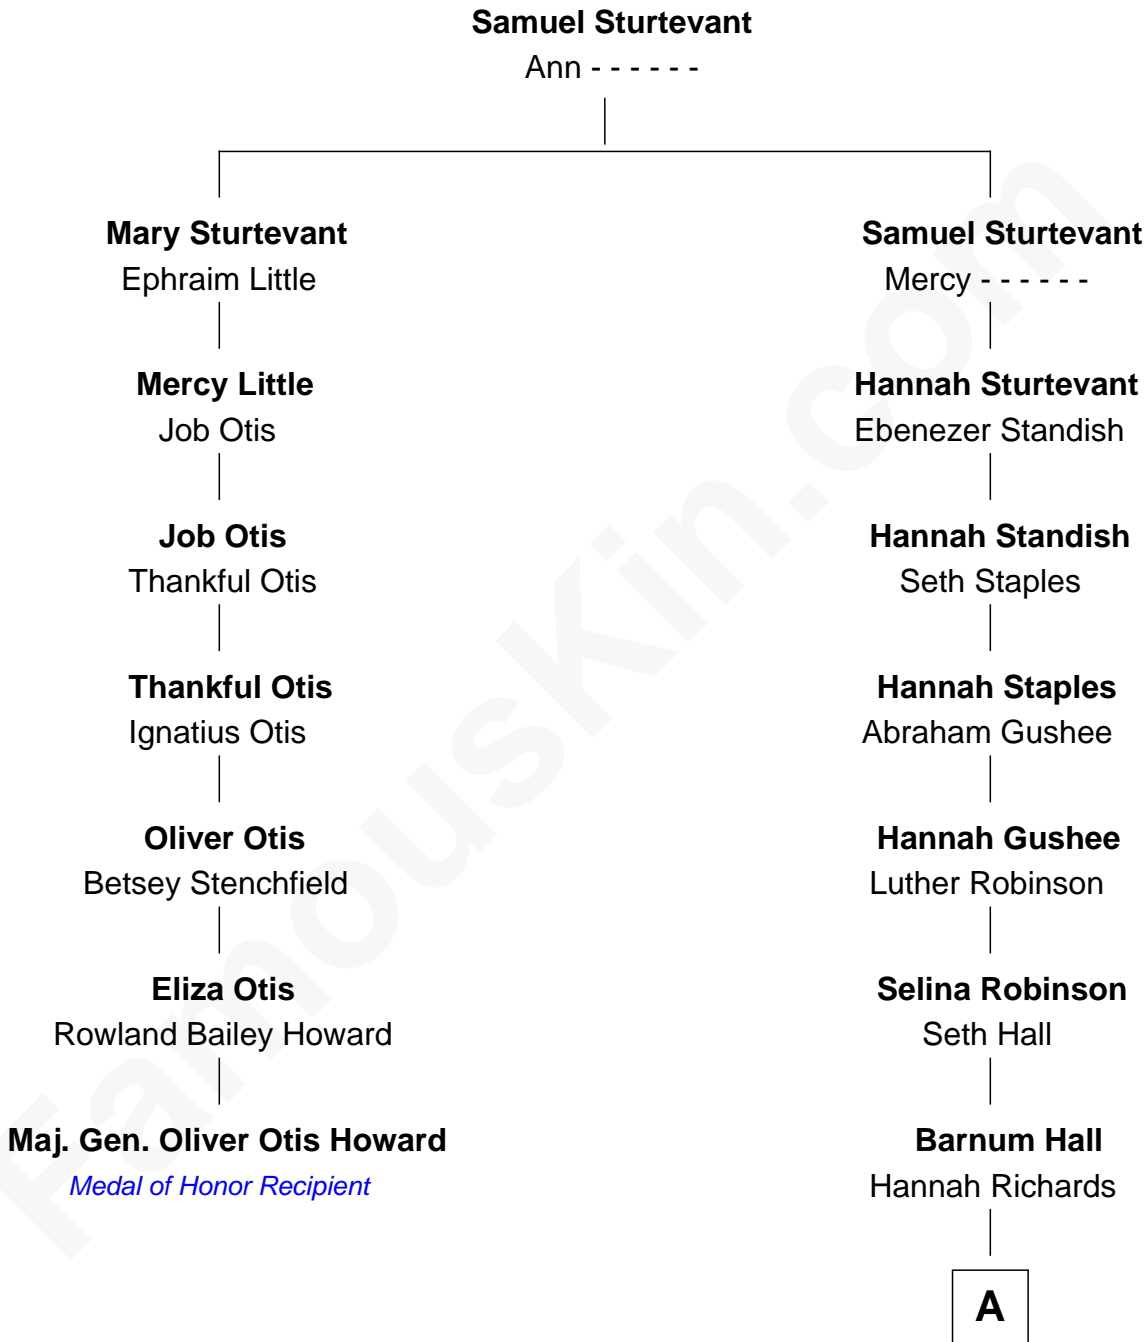 Samuel Sturtevant
Ann - - - - - -
Mary Sturtevant
Ephraim Little
Mercy Little
Job Otis
Job Otis
Thankful Otis
Thankful Otis
Ignatius Otis
Oliver Otis
Betsey Stenchfield
Eliza Otis
Rowland Bailey Howard
Maj. Gen. Oliver Otis Howard
Medal of Honor Recipient
Samuel Sturtevant
Mercy - - - - - -
Hannah Sturtevant
Ebenezer Standish
Hannah Standish
Seth Staples
Hannah Staples
Abraham Gushee
Hannah Gushee
Luther Robinson
Selina Robinson
Seth Hall
Barnum Hall
Hannah Richards
A
FamousKin.com